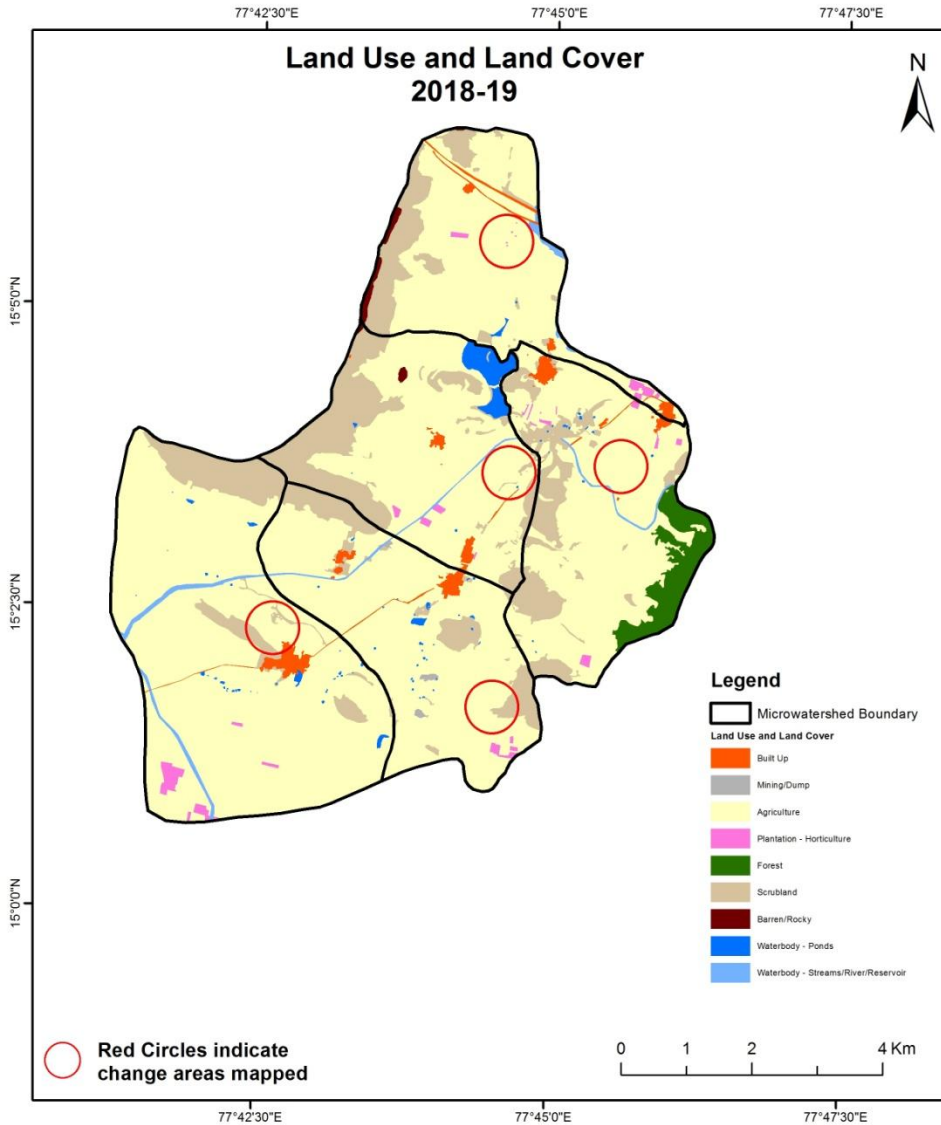 77°42'30"E
77°45'0"E
77°47'30"E
Land Use and Land Cover
2018-19
N
15°5'0"N
15°2'30"N
15°0'0"N
Legend
Microwatershed Boundary
Land Use and Land Cover
Built Up
Mining/Dump
Agriculture
Plantation - Horticulture
Forest
Scrubland
Barren/Rocky
Waterbody - Ponds
Waterbody - Streams/River/Reservoir
Red Circles indicate
change areas mapped
0 1 2 4 Km
77°42'30"E
77°45'0"E
77°47'30"E